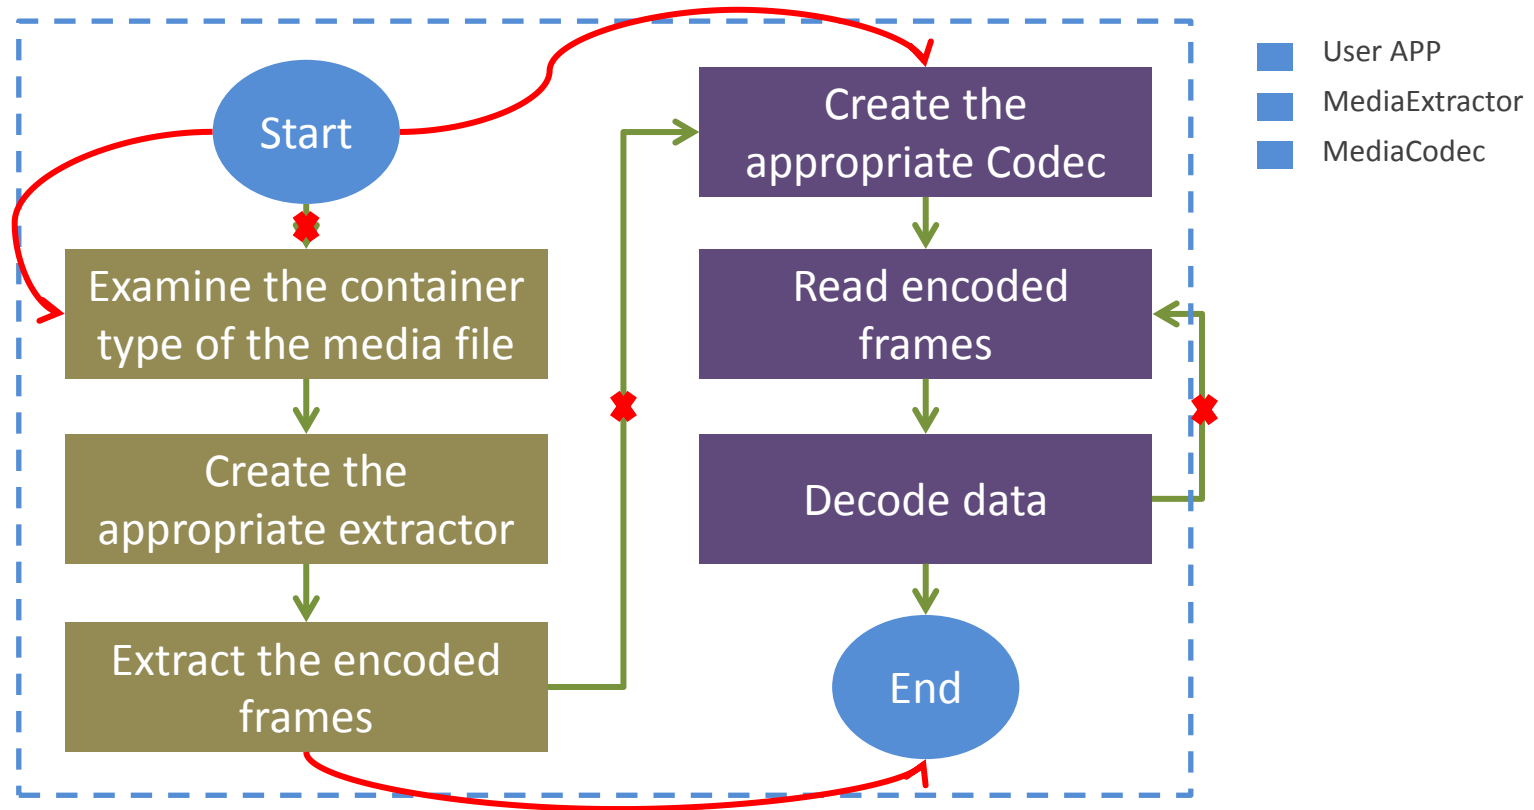 Start
Examine the container
type of the media file
Create the
appropriate extractor
Extract the encoded
frames
Create the
appropriate Codec
Read encoded
frames
Decode data
End
User APP
MediaExtractor
MediaCodec